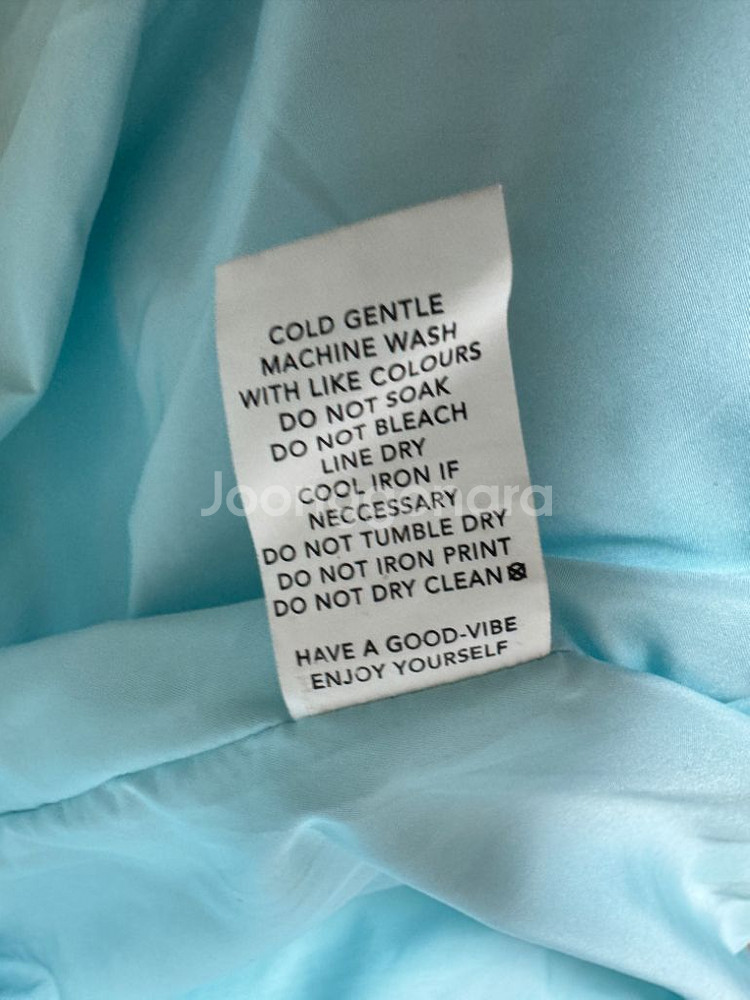 COLD GENTLE
MACHINE WASH
WITH LIKE COLOURS
DO NOT SOAK
DO NOT BLEACH
LINE DRY
COOL IRON IF
Joonggonara
NECCESSARY
DO NOT TUMBLE DRY
DO NOT IRON PRINT
DO NOT DRY CLEAN
HAVE A GOOD-VIBE
ENJOY YOURSELF